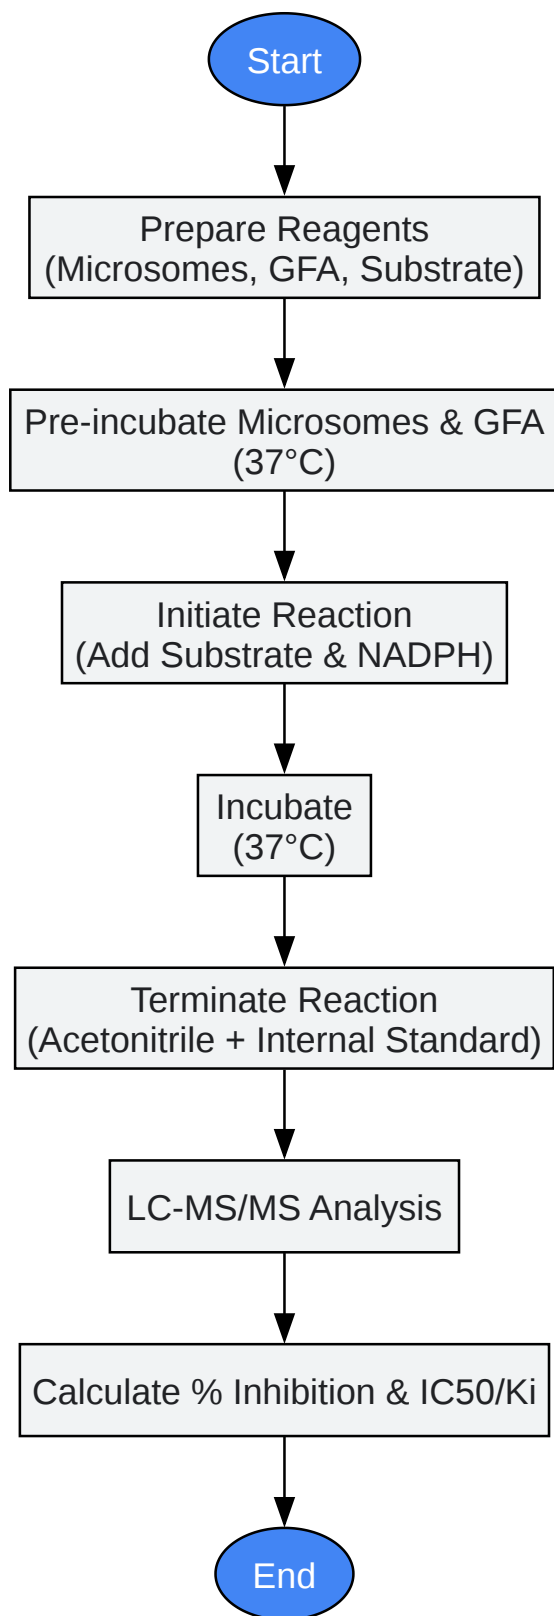 Start
Prepare Reagents
(Microsomes, GFA, Substrate)
Pre-incubate Microsomes & GFA
(37°C)
Initiate Reaction
(Add Substrate & NADPH)
Incubate
(37°C)
Terminate Reaction
(Acetonitrile + Internal Standard)
LC-MS/MS Analysis
Calculate % Inhibition & IC50/Ki
End